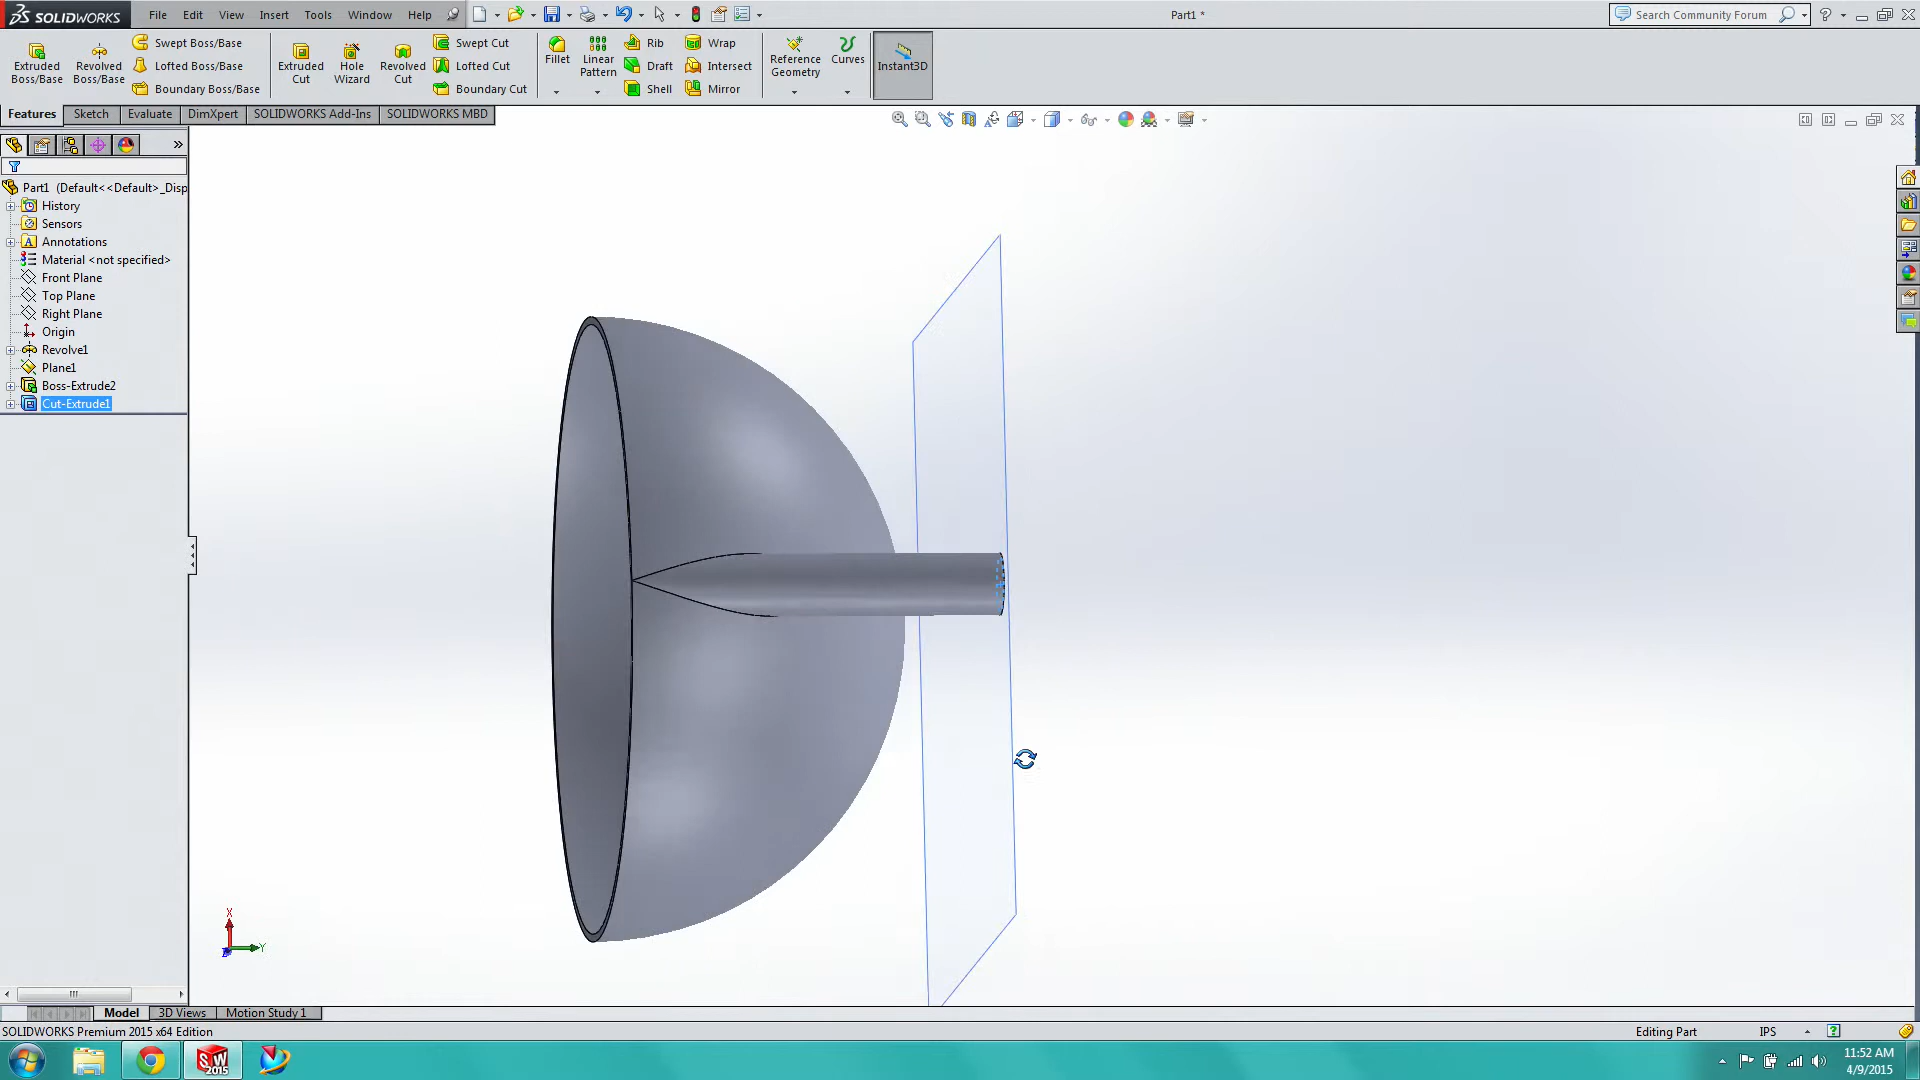 SOLIDWORKS File Edit View Insert Tools Window Help Part1 * Search Community Forum ?
Extruded Boss/Base
Revolved Boss/Base
Swept Boss/Base
Lofted Boss/Base
Boundary Boss/Base
Extruded Cut
Hole Wizard
Revolved Cut
Swept Cut
Lofted Cut
Boundary Cut
Fillet
Linear Pattern
Rib
Draft
Shell
Wrap
Intersect
Mirror
Reference Geometry
Curves
Instant3D
Features Sketch Evaluate DimXpert SOLIDWORKS Add-Ins SOLIDWORKS MBD
Part1 (Default<<Default>_Disp
History
Sensors
Annotations
Material <not specified>
Front Plane
Top Plane
Right Plane
Origin
Revolve1
Plane1
Boss-Extrude2
Cut-Extrude1
X
Y
Z
Model 3D Views Motion Study 1
SOLIDWORKS Premium 2015 x64 Edition Editing Part IPS ?
SW 2015
11:52 AM
4/9/2015